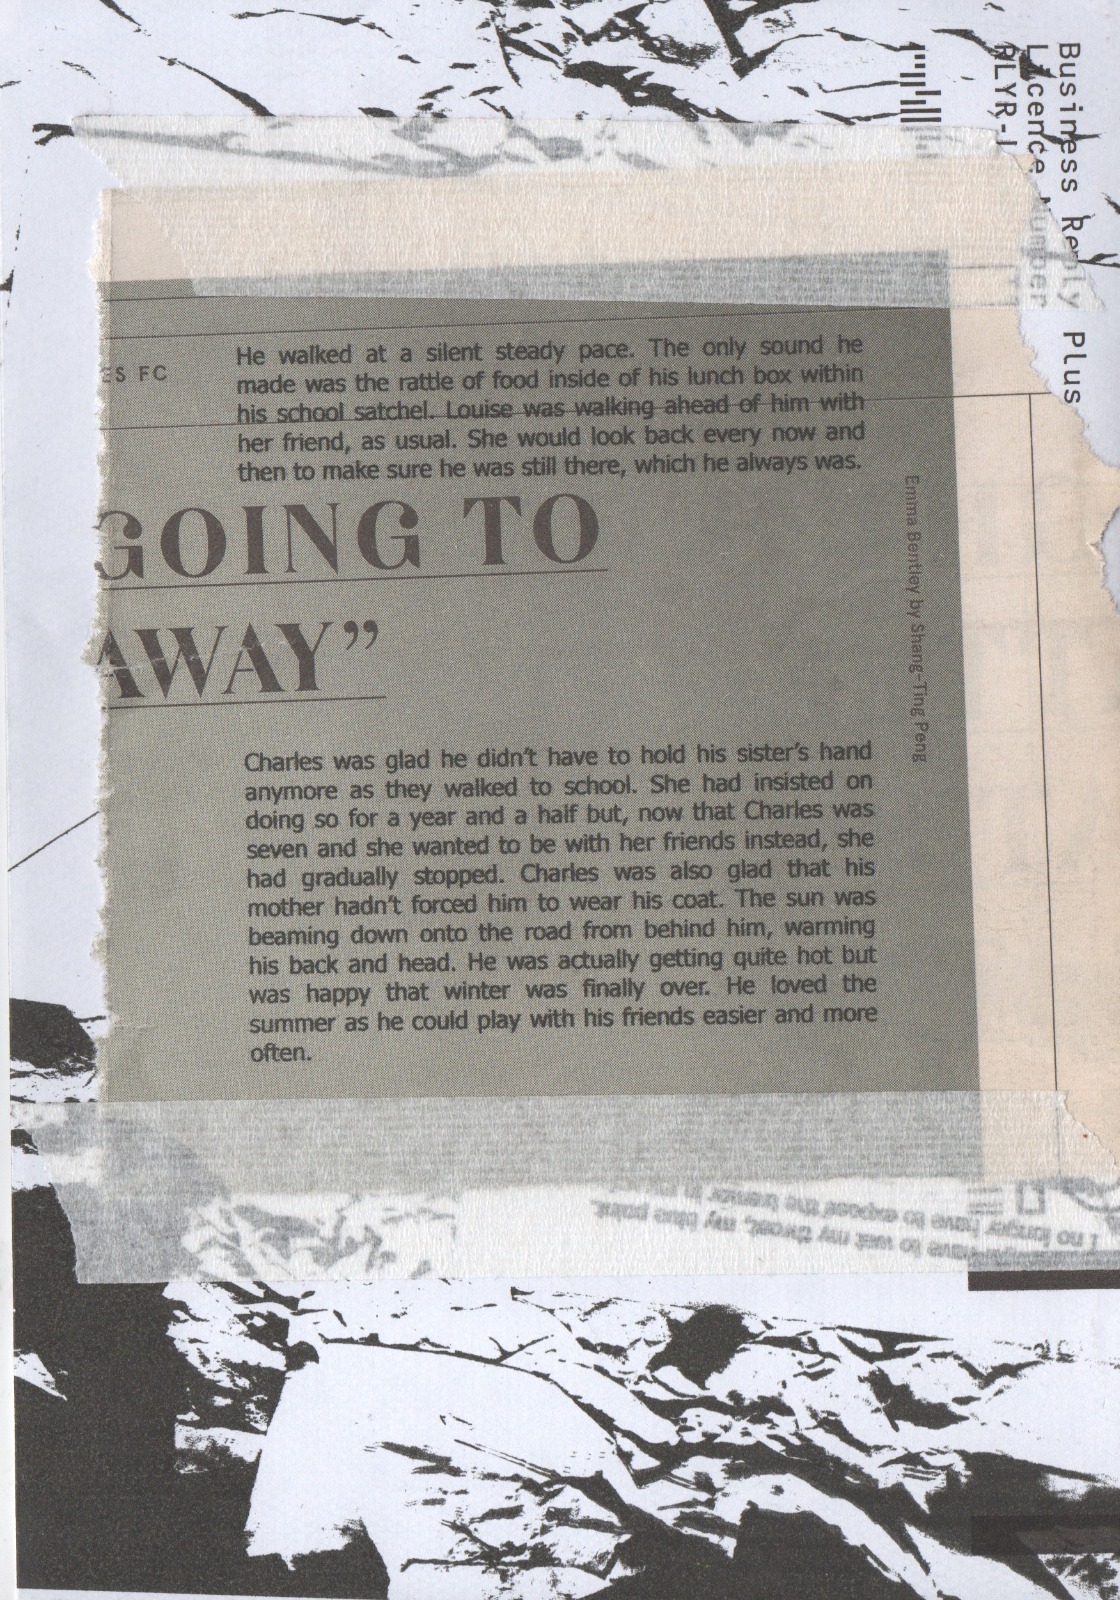 Business Reply Plus
Licence Number
RLYR-
ES FC
He walked at a silent steady pace. The only sound he
made was the rattle of food inside of his lunch box within
his school satchel. Louise was walking ahead of him with
her friend, as usual. She would look back every now and
then to make sure he was still there, which he always was.
GOING TO
AWAY”
Emma Bentley by Shang-Ting Peng
Charles was glad he didn’t have to hold his sister’s hand
anymore as they walked to school. She had insisted on
doing so for a year and a half but, now that Charles was
seven and she wanted to be with her friends instead, she
had gradually stopped. Charles was also glad that his
mother hadn’t forced him to wear his coat. The sun was
beaming down onto the road from behind him, warming
his back and head. He was actually getting quite hot but
was happy that winter was finally over. He loved the
summer as he could play with his friends easier and more
often.
I no longer have to expose the
have to wet my throat, my blue